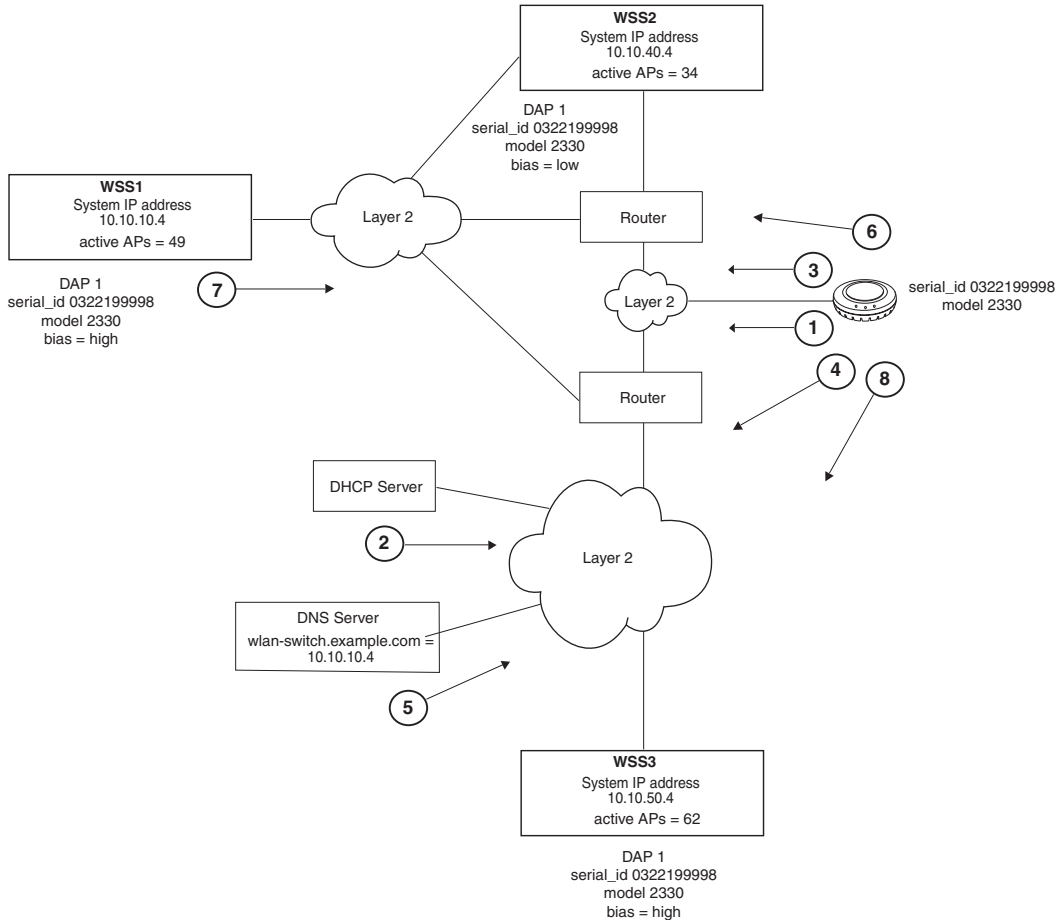 WSS2
System IP address
10.10.40.4
active APs = 34
DAP 1
serial_id 0322199998
model 2330
bias = low
WSS1
System IP address
10.10.10.4
active APs = 49
DAP 1
serial_id 0322199998
model 2330
bias = high
7
Layer 2
Router
6
3
Layer 2
serial_id 0322199998
model 2330
1
4
8
Router
DHCP Server
2
Layer 2
DNS Server
wlan-switch.example.com =
10.10.10.4
5
WSS3
System IP address
10.10.50.4
active APs = 62
DAP 1
serial_id 0322199998
model 2330
bias = high